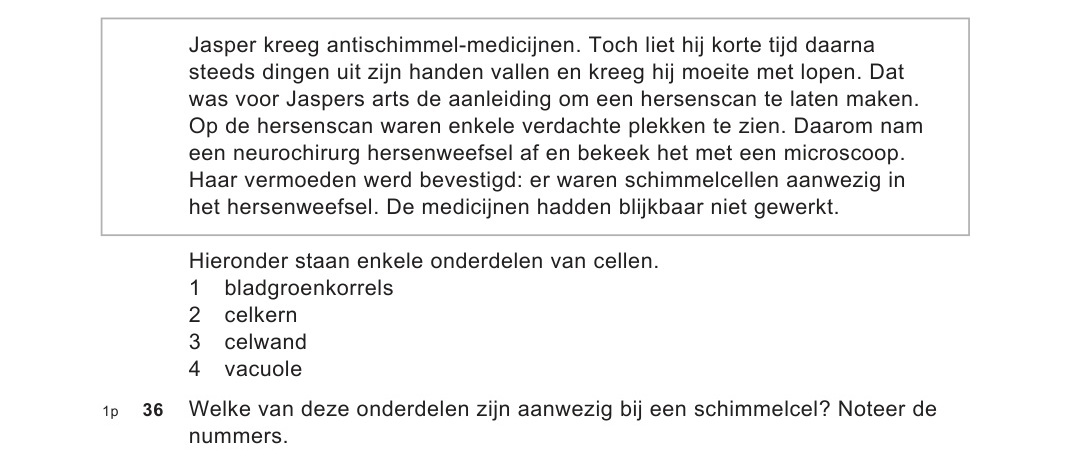 Jasper kreeg antischimmel-medicijnen. Toch liet hij korte tijd daarna
steeds dingen uit zijn handen vallen en kreeg hij moeite met lopen. Dat
was voor Jaspers arts de aanleiding om een hersenscan te laten maken.
Op de hersenscan waren enkele verdachte plekken te zien. Daarom nam
een neurochirurg hersenweefsel af en bekeek het met een microscoop.
Haar vermoeden werd bevestigd: er waren schimmelcellen aanwezig in
het hersenweefsel. De medicijnen hadden blijkbaar niet gewerkt.
Hieronder staan enkele onderdelen van cellen.
1 bladgroenkorrels
2 celkern
3 celwand
4 vacuole
1p 36 Welke van deze onderdelen zijn aanwezig bij een schimmelcel? Noteer de
nummers.